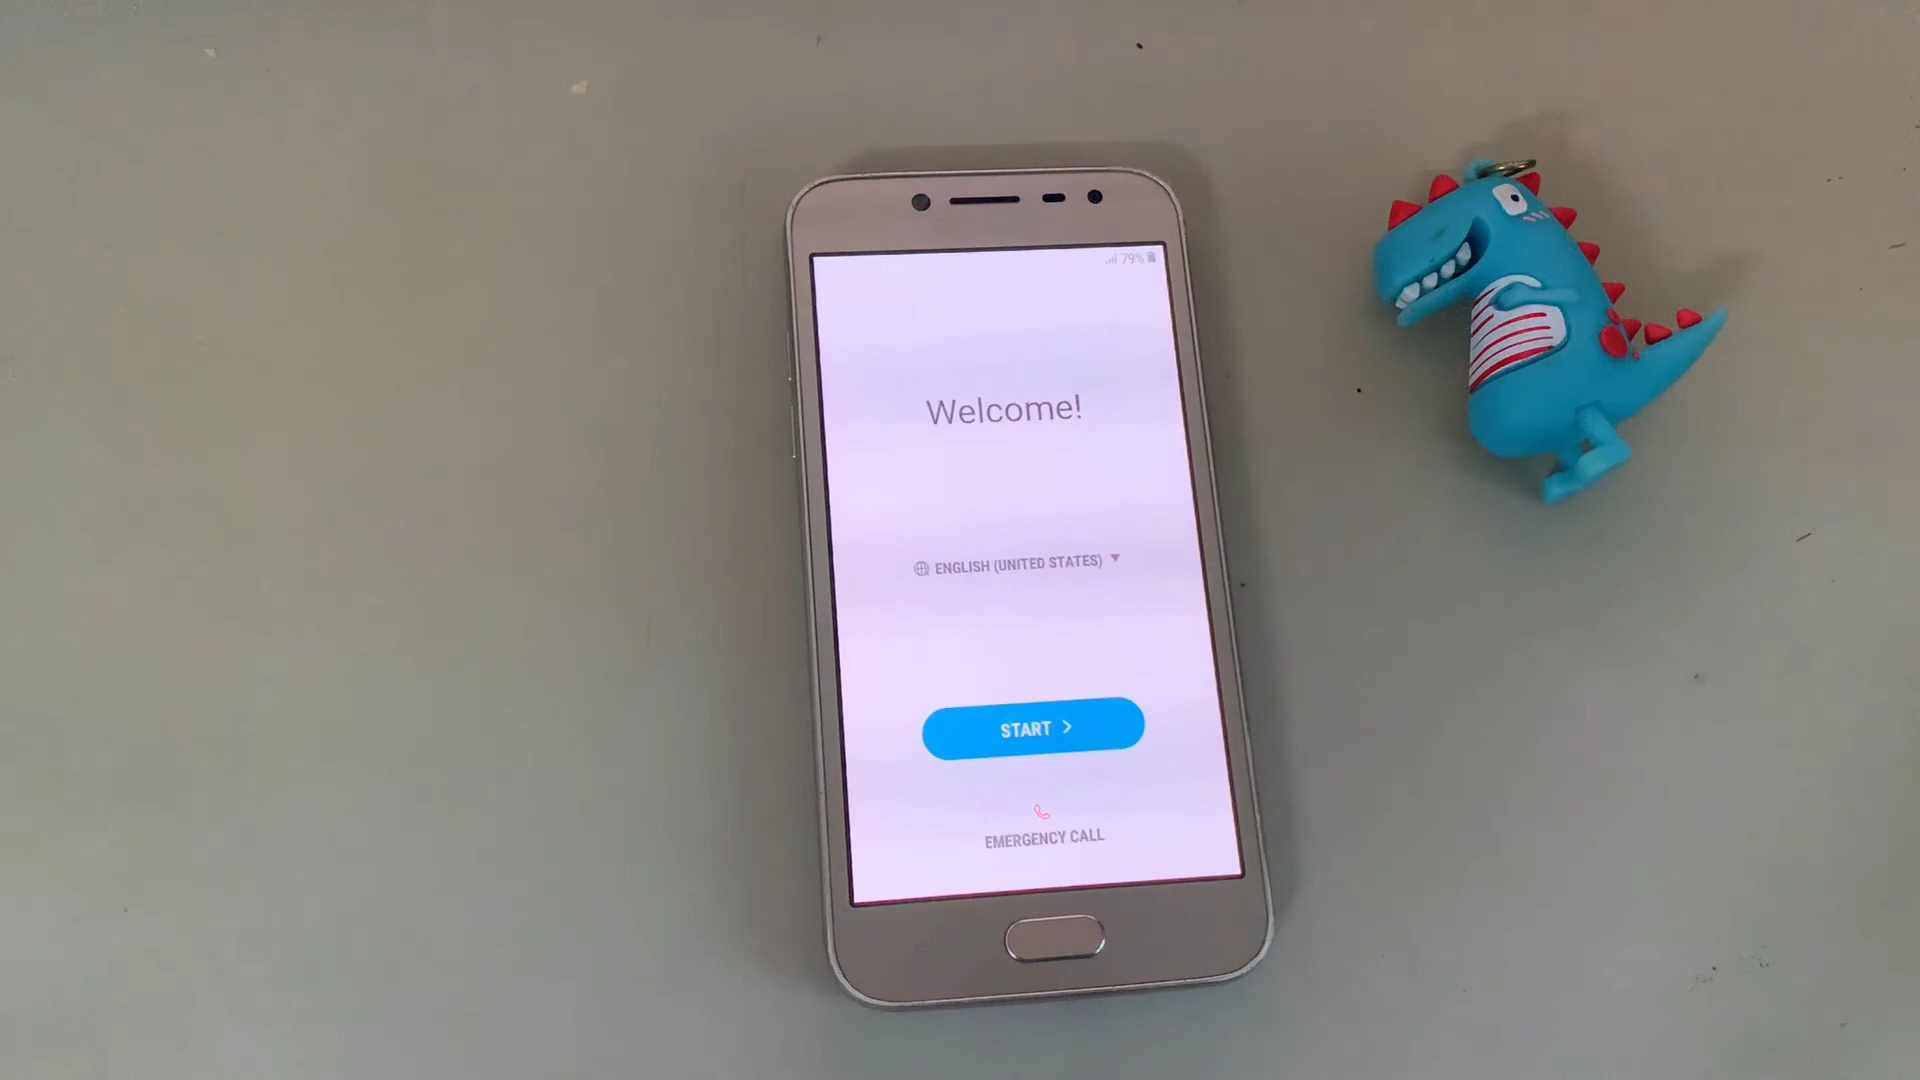 79%
Welcome!
ENGLISH (UNITED STATES)
START
EMERGENCY CALL